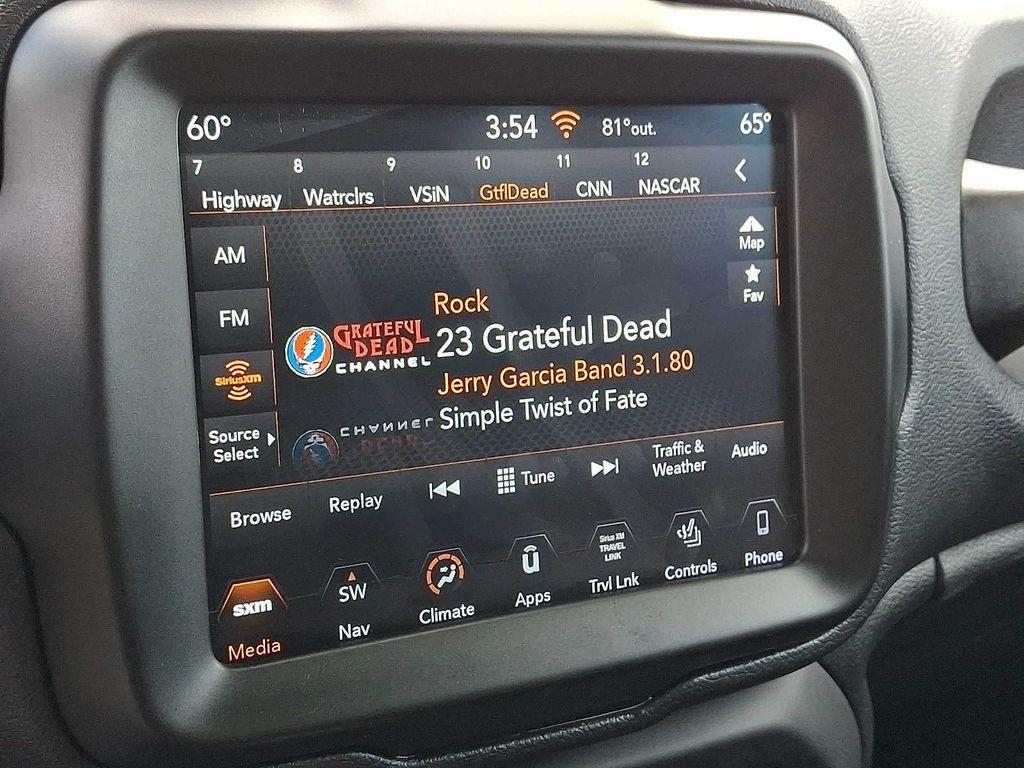 60° 3:54 81°out. 65°
7 8 9 10 11 12
Highway Watrclrs VSiN GtflDead CNN NASCAR
AM
FM
SiriusXM
Source
Select
Map
Fav
Rock
GRATEFUL
DEAD
CHANNEL
23 Grateful Dead
Jerry Garcia Band 3.1.80
Simple Twist of Fate
Browse Replay Tune
Traffic &
Weather
Audio
sxm
Media
SW
Nav
Climate
Apps
Sirius XM
TRAVEL
LINK
Trvl Lnk
Controls
Phone